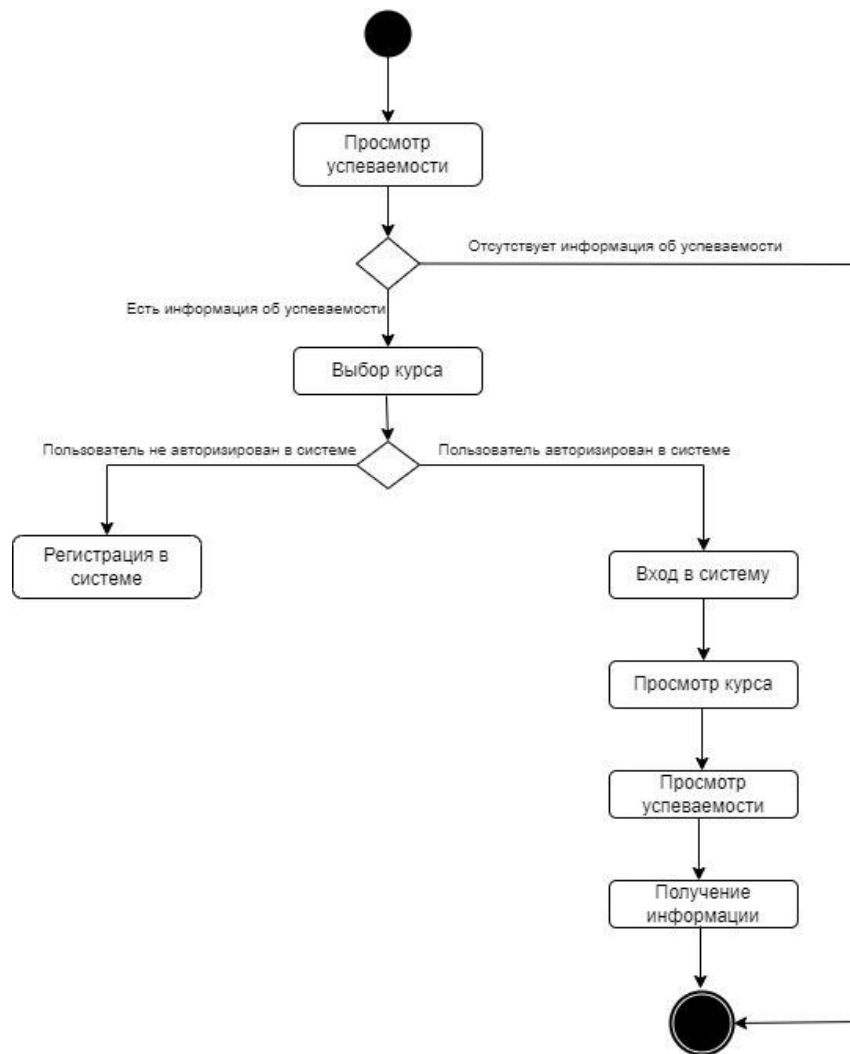 Просмотр
успеваемости
Отсутствует информация об успеваемости
Есть информация об успеваемости
Выбор курса
Пользователь не авторизирован в системе
Пользователь авторизирован в системе
Регистрация в
системе
Вход в систему
Просмотр курса
Просмотр
успеваемости
Получение
информации